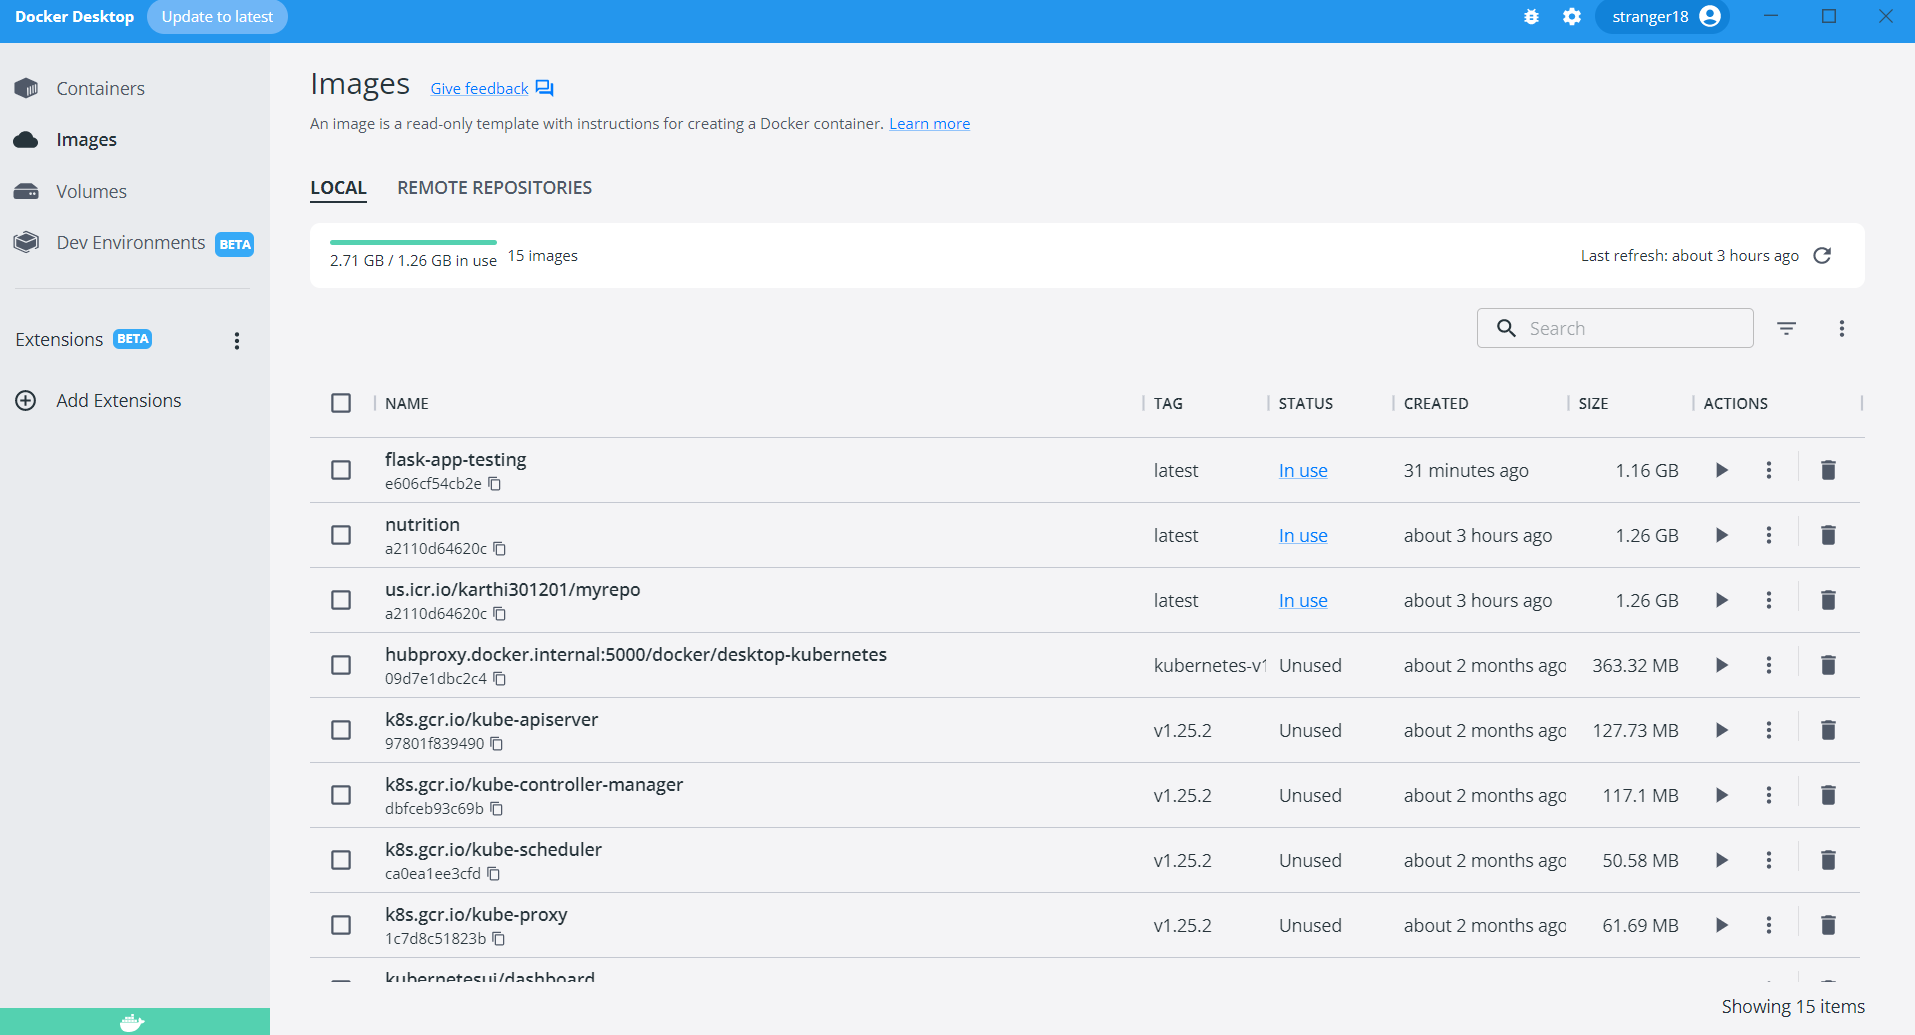 Docker Desktop Update to latest stranger18
Containers
Images
Volumes
Dev Environments BETA
Extensions BETA
Add Extensions
Images Give feedback
An image is a read-only template with instructions for creating a Docker container. Learn more
LOCAL REMOTE REPOSITORIES
2.71 GB / 1.26 GB in use 15 images Last refresh: about 3 hours ago
Search
NAME TAG STATUS CREATED SIZE ACTIONS
flask-app-testing
e606cf54cb2e latest In use 31 minutes ago 1.16 GB
nutrition
a2110d64620c latest In use about 3 hours ago 1.26 GB
us.icr.io/karthi301201/myrepo
a2110d64620c latest In use about 3 hours ago 1.26 GB
hubproxy.docker.internal:5000/docker/desktop-kubernetes
09d7e1dbc2c4 kubernetes-v1 Unused about 2 months ago 363.32 MB
k8s.gcr.io/kube-apiserver
97801f839490 v1.25.2 Unused about 2 months ago 127.73 MB
k8s.gcr.io/kube-controller-manager
dbfceb93c69b v1.25.2 Unused about 2 months ago 117.1 MB
k8s.gcr.io/kube-scheduler
ca0ea1ee3cfd v1.25.2 Unused about 2 months ago 50.58 MB
k8s.gcr.io/kube-proxy
1c7d8c51823b v1.25.2 Unused about 2 months ago 61.69 MB
kubernetesui/dashboard
Showing 15 items